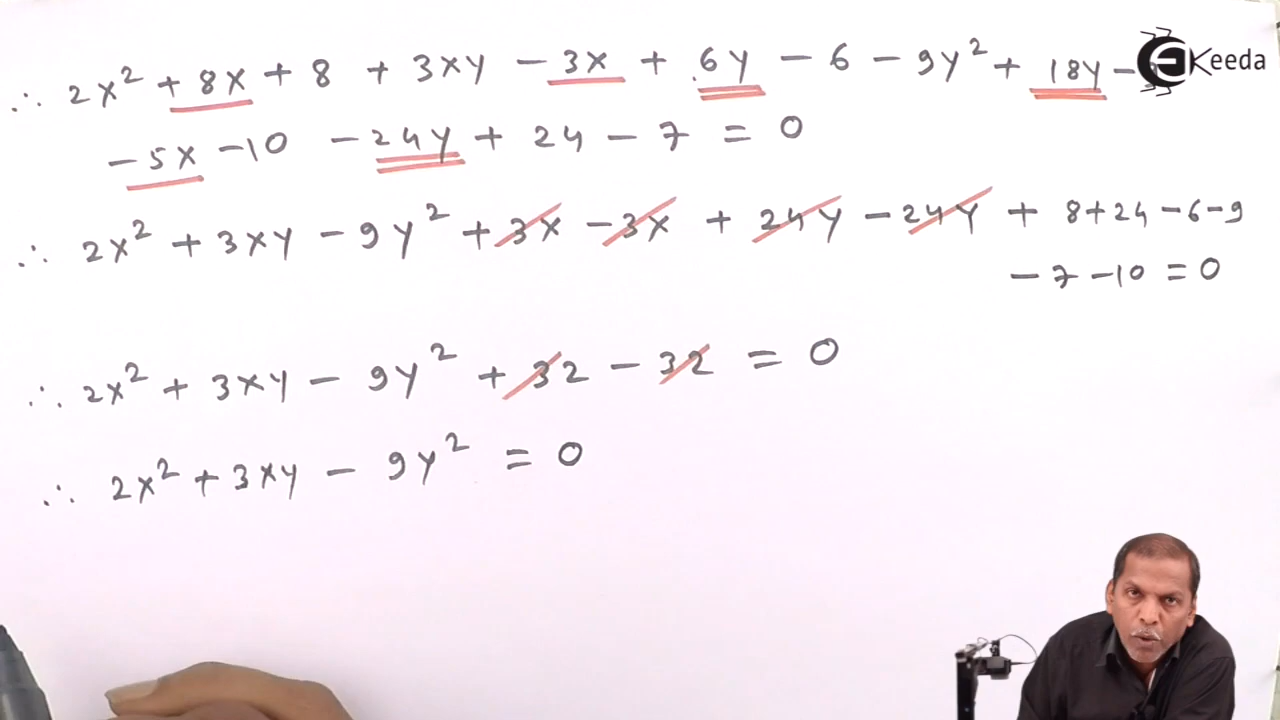 ∴ 2x² + 8x + 8 + 3xy - 3x + 6y - 6 - 9y² + 18y -
- 5x - 10 - 24y + 24 - 7 = 0
∴ 2x² + 3xy - 9y² + 3x - 3x + 24y - 24y + 8 + 24 - 6 - 9
- 7 - 10 = 0
∴ 2x² + 3xy - 9y² + 32 - 32 = 0
∴ 2x² + 3xy - 9y² = 0
Keeda